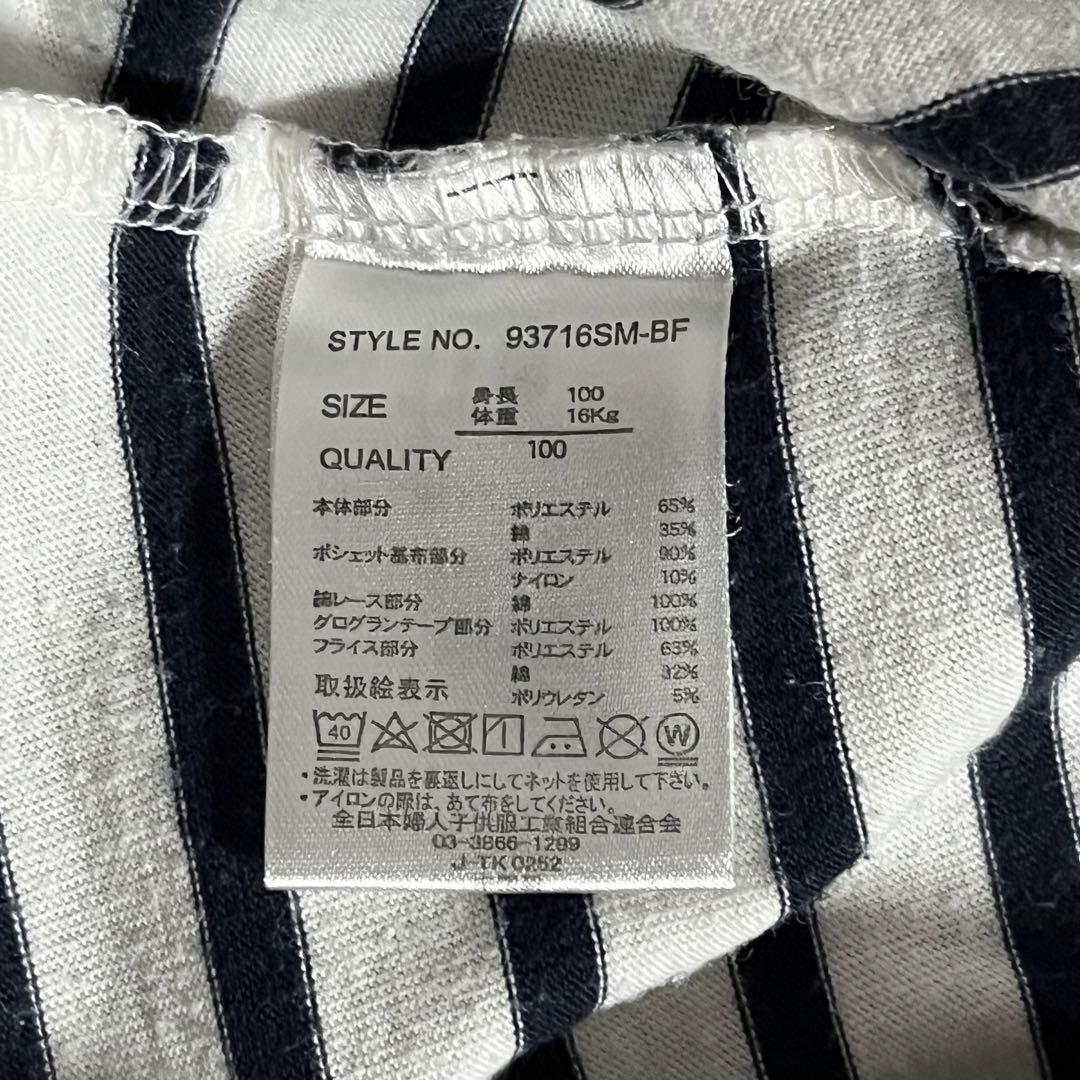 STYLE NO. 93716SM-BF
SIZE 身長 100
体重 16Kg
100
QUALITY
本体部分 ポリエステル 65%
綿 35%
ポシェット基布部分 ポリエステル 90%
ナイロン 10%
綿レース部分 綿 100%
グログランテープ部分 ポリエステル 100%
フライス部分 ポリエステル 63%
綿 32%
ポリウレタン 5%
取扱絵表示
40 W
・洗濯は製品を裏返しにしてネットを使用して下さい。
・アイロンの際は、あて布をしてください。
全日本婦人子供服工業組合連合会
03-3866-1299
J-TK 0252